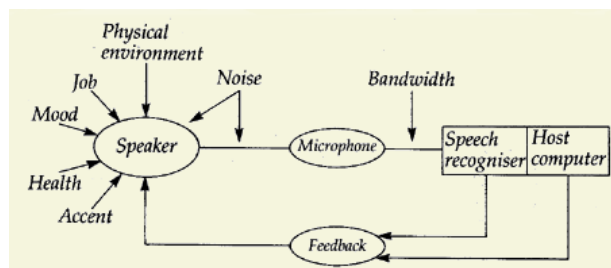 Physical
environment
Job
Noise
Bandwidth
Mood
Speaker
Microphone
Speech
recogniser
Host
computer
Health
Accent
Feedback